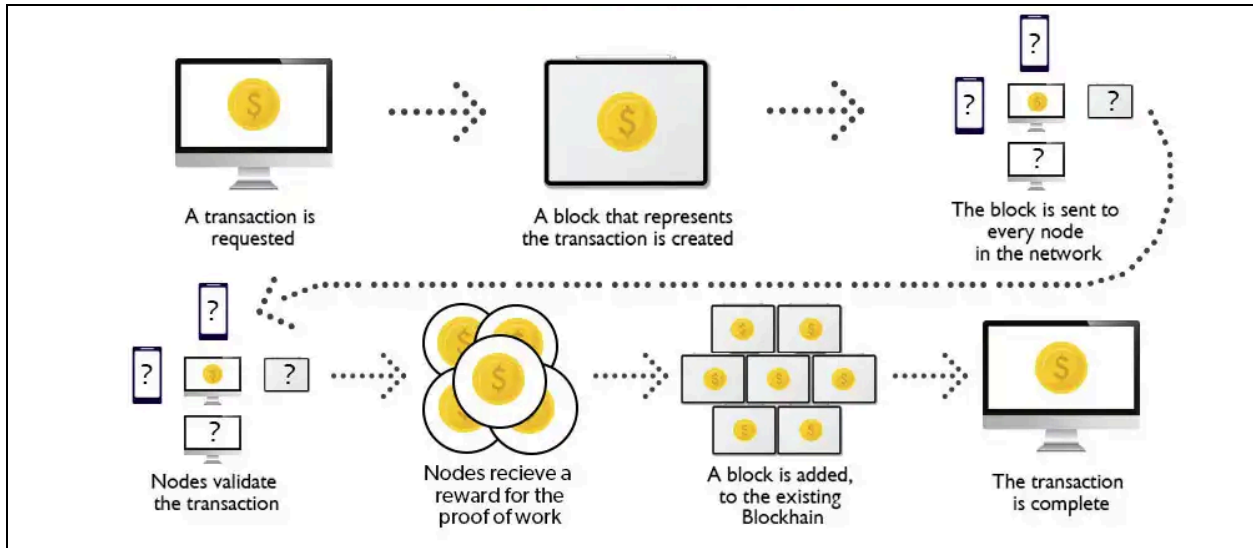 $
$
?
?
$
?
?
A transaction is
requested
A block that represents
the transaction is created
The block is sent to
every node
in the network
?
?
$
?
?
$
$
$
$
$
$
$
$
$
$
$
$
$
Nodes validate
the transaction
Nodes recieve a
reward for the
proof of work
A block is added,
to the existing
Blockhain
The transaction
is complete